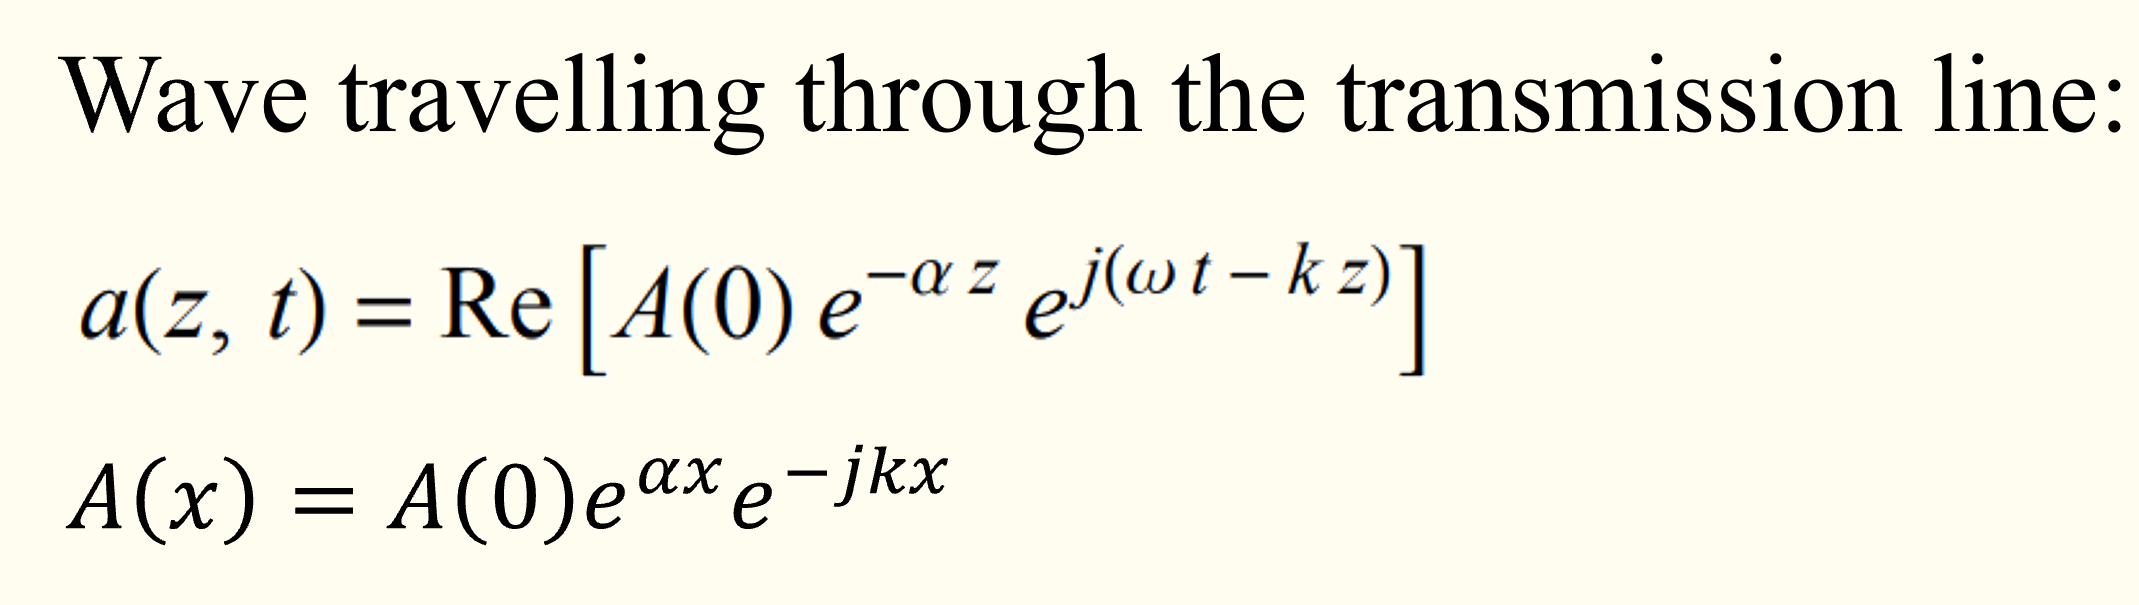 Wave travelling through the transmission line:
a(z, t) = Re [A(0) e^{−α z} e^{j(ω t − k z)}]
A(x) = A(0)e^{αx}e^{−jkx}